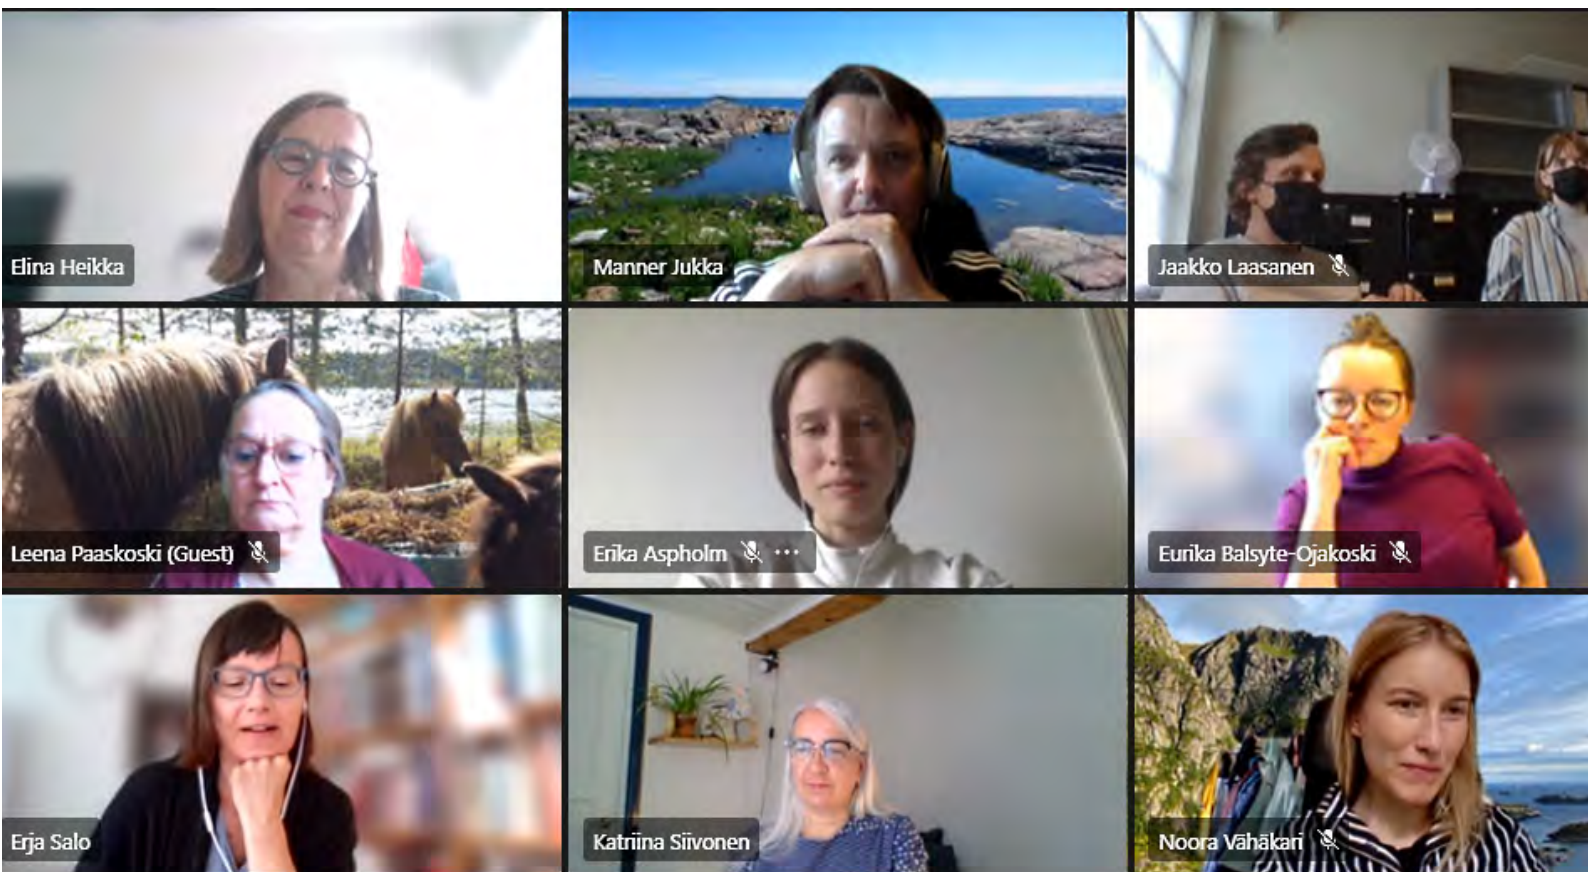 Elina Heikka
Manner Jukka
Jaakko Laasanen
Leena Paaskoski (Guest)
Erika Aspholm
Eurika Balsyte-Ojakoski
Erja Salo
Katriina Siivonen
Noora Vähäkari